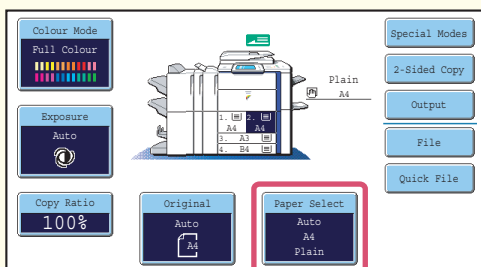 Colour Mode
Full Colour
Exposure
Auto
Copy Ratio
100%
Original
Auto
A4
Paper Select
Auto
A4
Plain
1.
2.
A4
A4
3. A3
4. B4
Plain
A4
Special Modes
2-Sided Copy
Output
File
Quick File